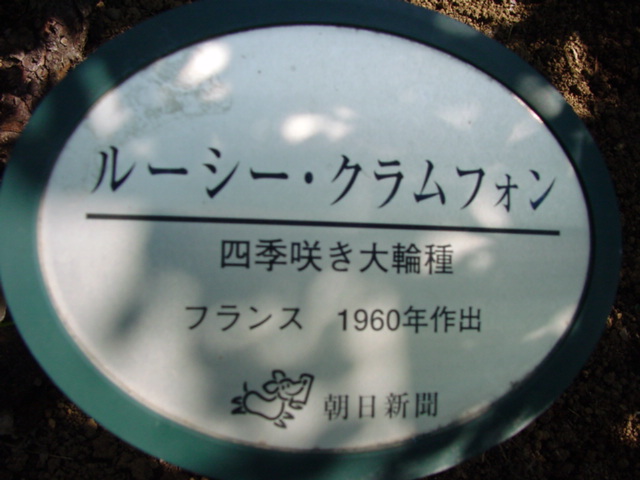 ルーシー・クラムフォン
四季咲き大輪種
フランス　1960年作出
朝日新聞